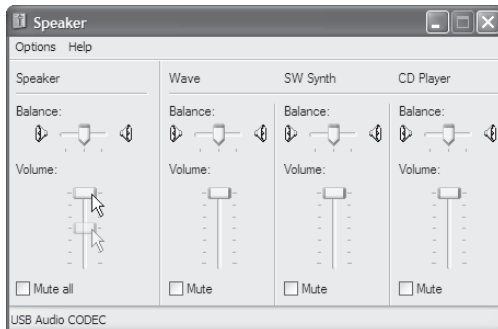 Speaker
Options Help
Speaker Wave SW Synth CD Player
Balance: Balance: Balance: Balance:
Volume: Volume: Volume: Volume:
Mute all Mute Mute Mute
USB Audio CODEC